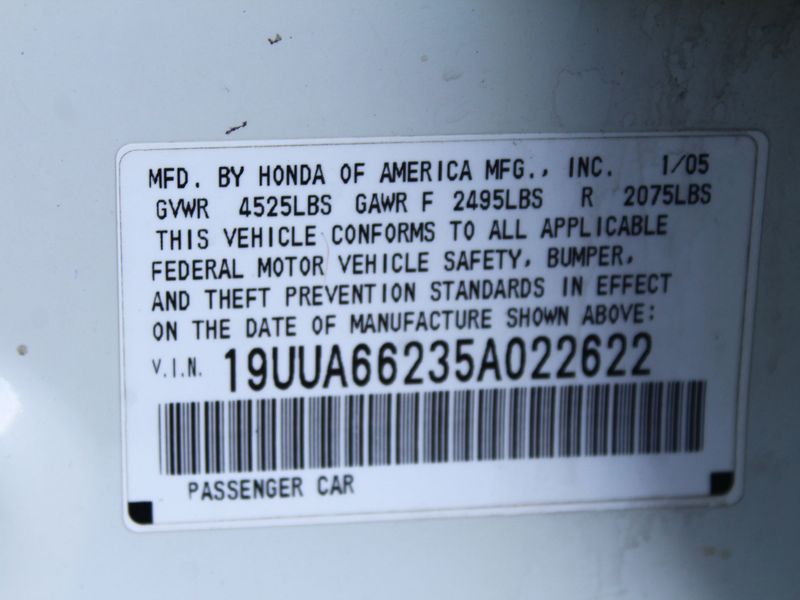 MFD. BY HONDA OF AMERICA MFG., INC. 1/05
GVWR 4525LBS GAWR F 2495LBS R 2075LBS
THIS VEHICLE CONFORMS TO ALL APPLICABLE
FEDERAL MOTOR VEHICLE SAFETY, BUMPER,
AND THEFT PREVENTION STANDARDS IN EFFECT
ON THE DATE OF MANUFACTURE SHOWN ABOVE:
V.I.N. 19UUA66235A022622
PASSENGER CAR